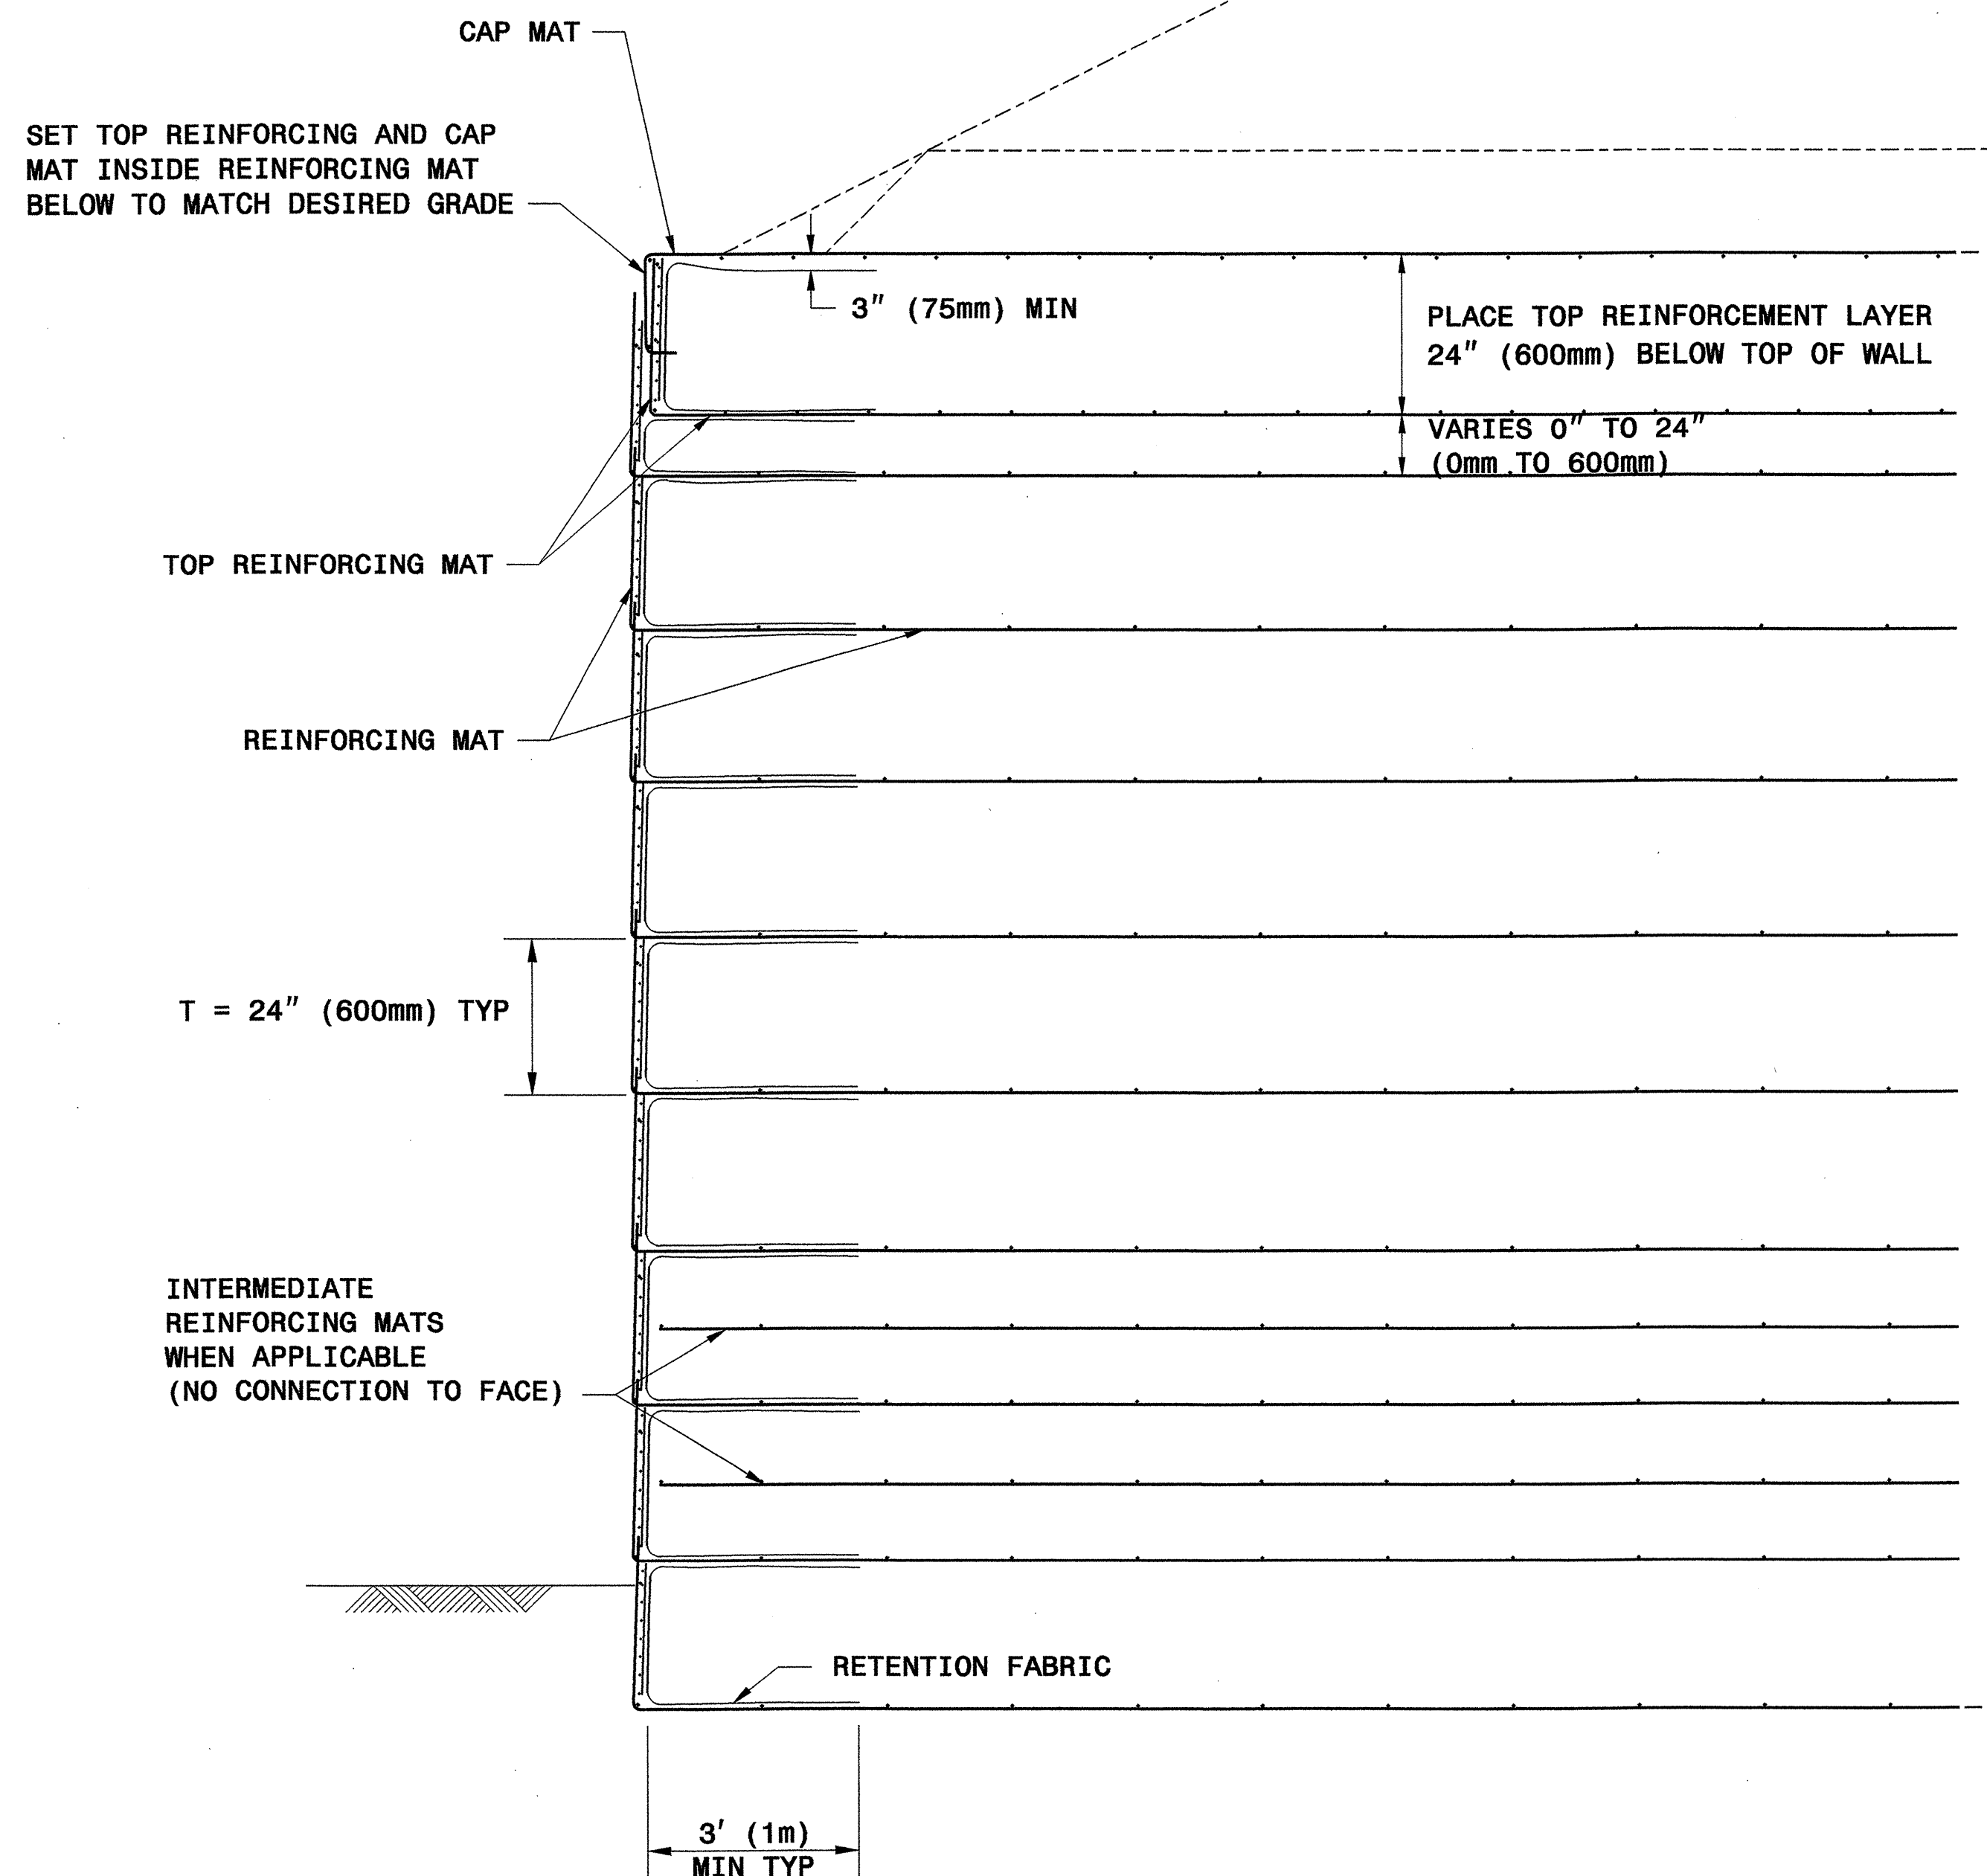 CAP MAT
SET TOP REINFORCING AND CAP
MAT INSIDE REINFORCING MAT
BELOW TO MATCH DESIRED GRADE
3" (75mm) MIN
PLACE TOP REINFORCEMENT LAYER
24" (600mm) BELOW TOP OF WALL
VARIES 0" TO 24"
(0mm TO 600mm)
TOP REINFORCING MAT
REINFORCING MAT
T = 24" (600mm) TYP
INTERMEDIATE
REINFORCING MATS
WHEN APPLICABLE
(NO CONNECTION TO FACE)
RETENTION FABRIC
3' (1m)
MIN TYP